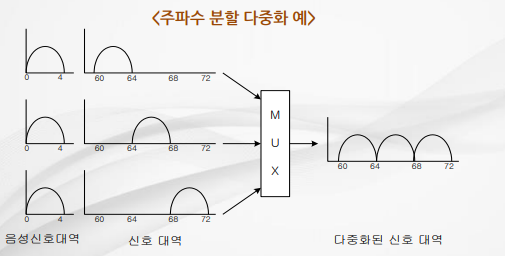 <주파수 분할 다중화 예>
0 4 60 64 68 72
0 4 60 64 68 72
0 4 60 64 68 72
M
U
X
60 64 68 72
음성신호대역
신호 대역
다중화된 신호 대역